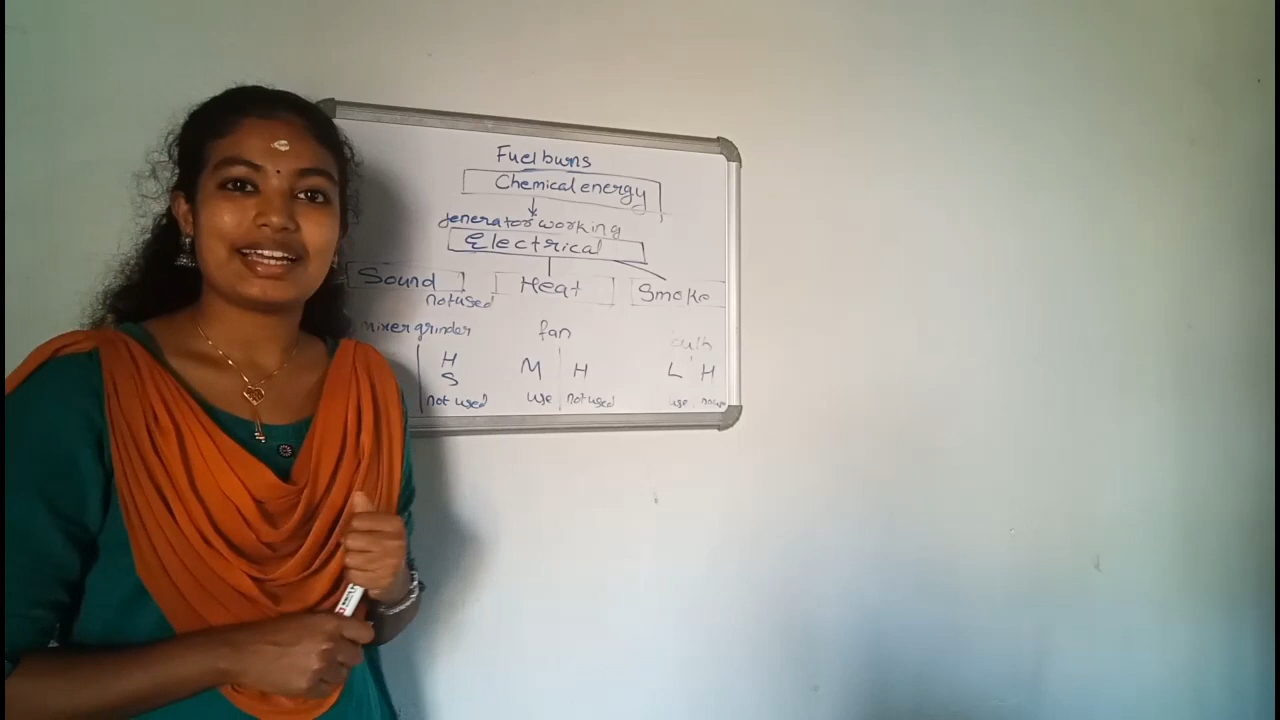 Fuel burns
Chemical energy
generator working
Electrical
Sound Heat Smoke
not used
mixer grinder fan
H M H L H
S
not used use not used use